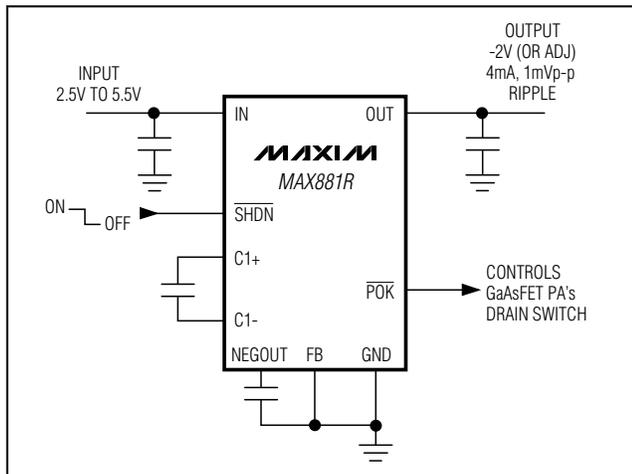 OUTPUT
-2V (OR ADJ)
4mA, 1mVp-p
RIPPLE
INPUT
2.5V TO 5.5V
IN
OUT
MAXIM
MAX881R
ON
OFF
SHDN
C1+
C1-
POK
CONTROLS
GaAsFET PA's
DRAIN SWITCH
NEGOUT
FB
GND